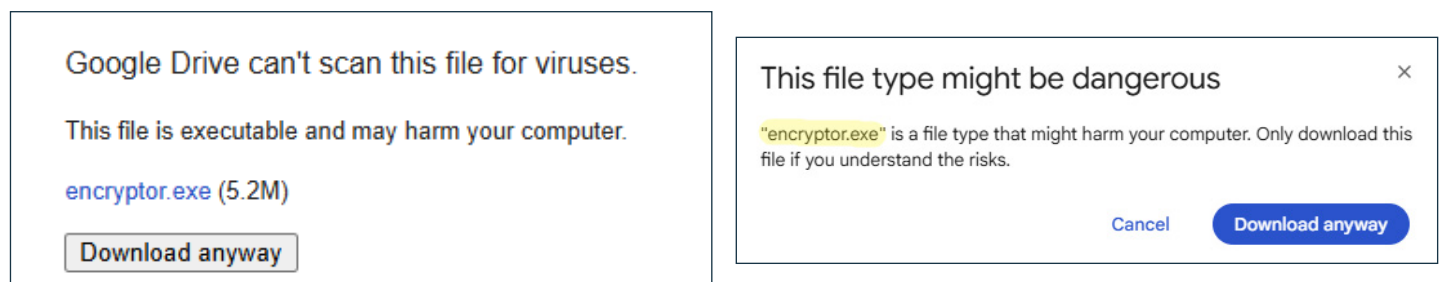 Google Drive can't scan this file for viruses.
This file is executable and may harm your computer.
encryptor.exe (5.2M)
Download anyway
This file type might be dangerous
"encryptor.exe" is a file type that might harm your computer. Only download this
file if you understand the risks.
Cancel
Download anyway